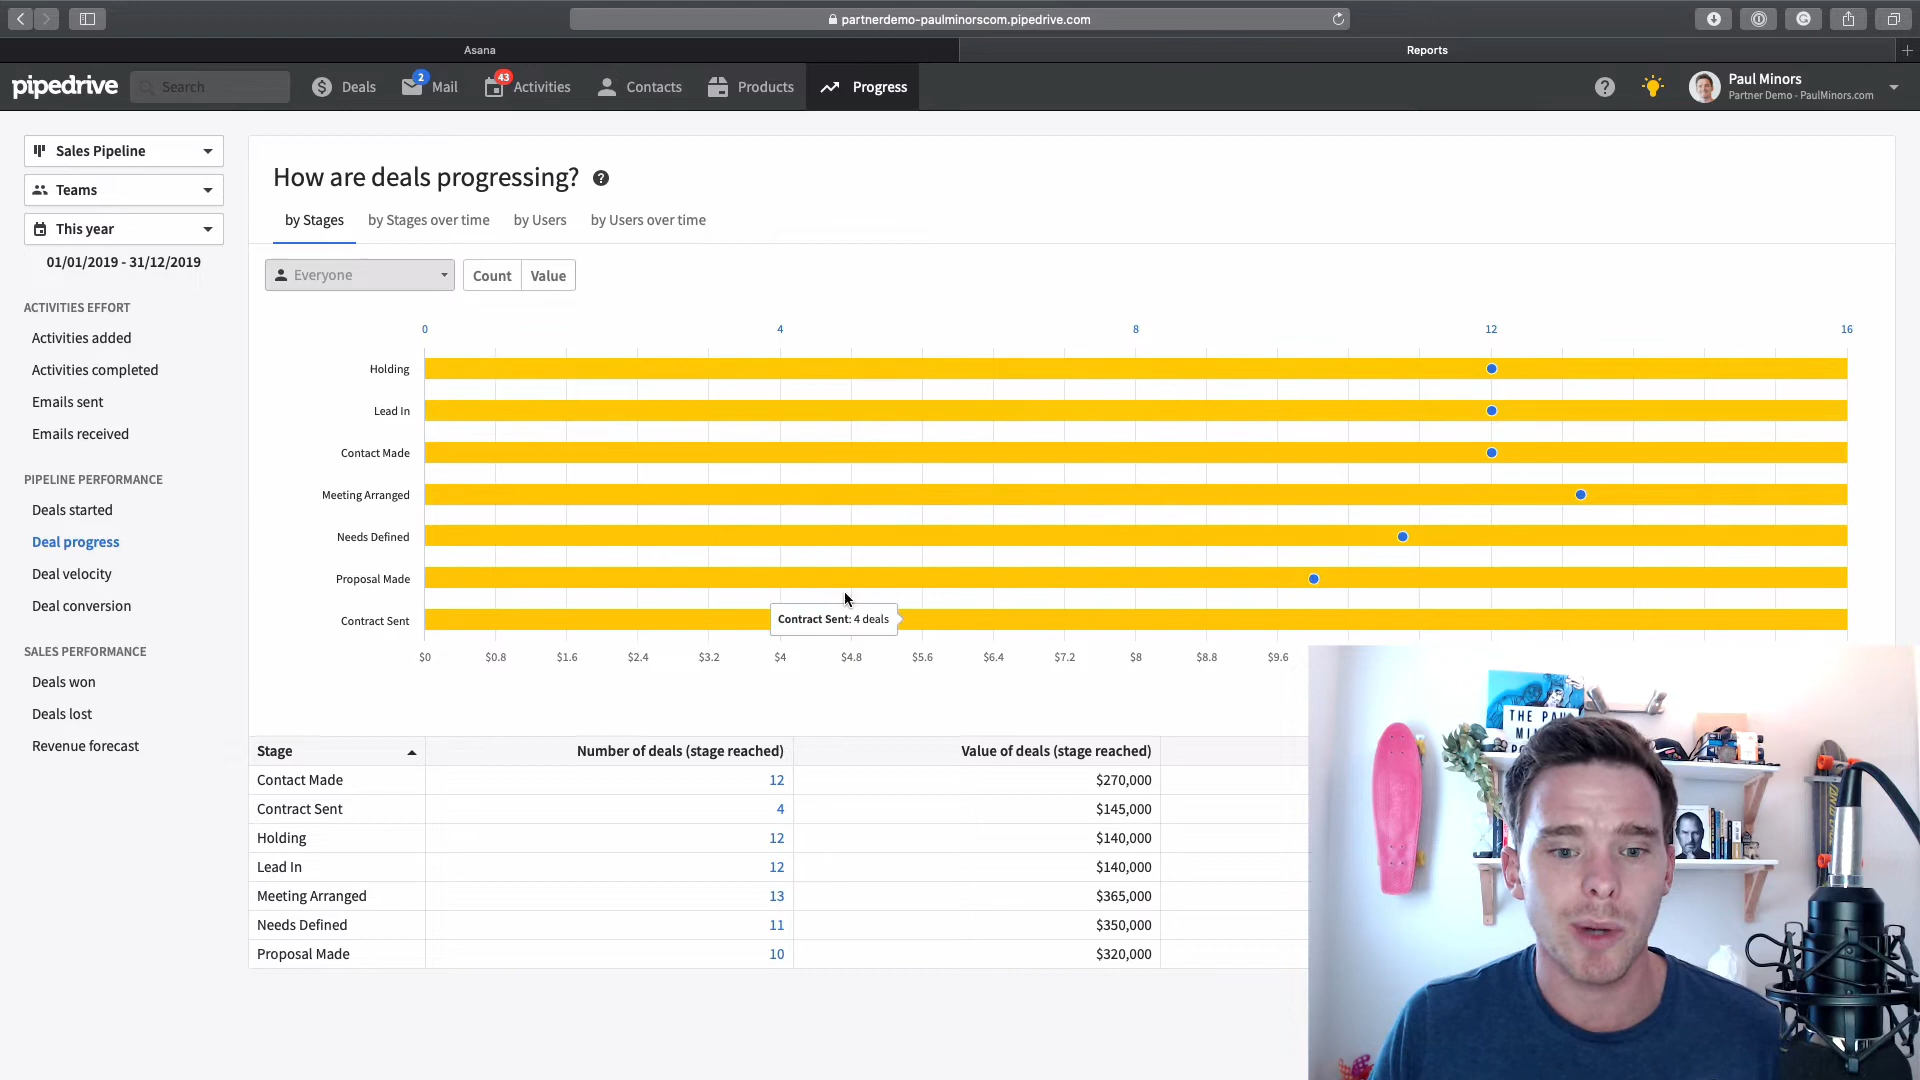 partnerdemo-paulminorscom.pipedrive.com
Asana
Reports
pipedrive
Search
Deals
2
Mail
43
Activities
Contacts
Products
Progress
Paul Minors
Partner Demo - PaulMinors.com
Sales Pipeline
Teams
This year
01/01/2019 - 31/12/2019
ACTIVITIES EFFORT
Activities added
Activities completed
Emails sent
Emails received
PIPELINE PERFORMANCE
Deals started
Deal progress
Deal velocity
Deal conversion
SALES PERFORMANCE
Deals won
Deals lost
Revenue forecast
How are deals progressing? ?
by Stages by Stages over time by Users by Users over time
Everyone Count Value
0 4 8 12 16
Holding
Lead In
Contact Made
Meeting Arranged
Needs Defined
Proposal Made
Contract Sent
Contract Sent: 4 deals
$0 $0.8 $1.6 $2.4 $3.2 $4 $4.8 $5.6 $6.4 $7.2 $8 $8.8 $9.6
Stage Number of deals (stage reached) Value of deals (stage reached)
Contact Made 12 $270,000
Contract Sent 4 $145,000
Holding 12 $140,000
Lead In 12 $140,000
Meeting Arranged 13 $365,000
Needs Defined 11 $350,000
Proposal Made 10 $320,000
THE PAU